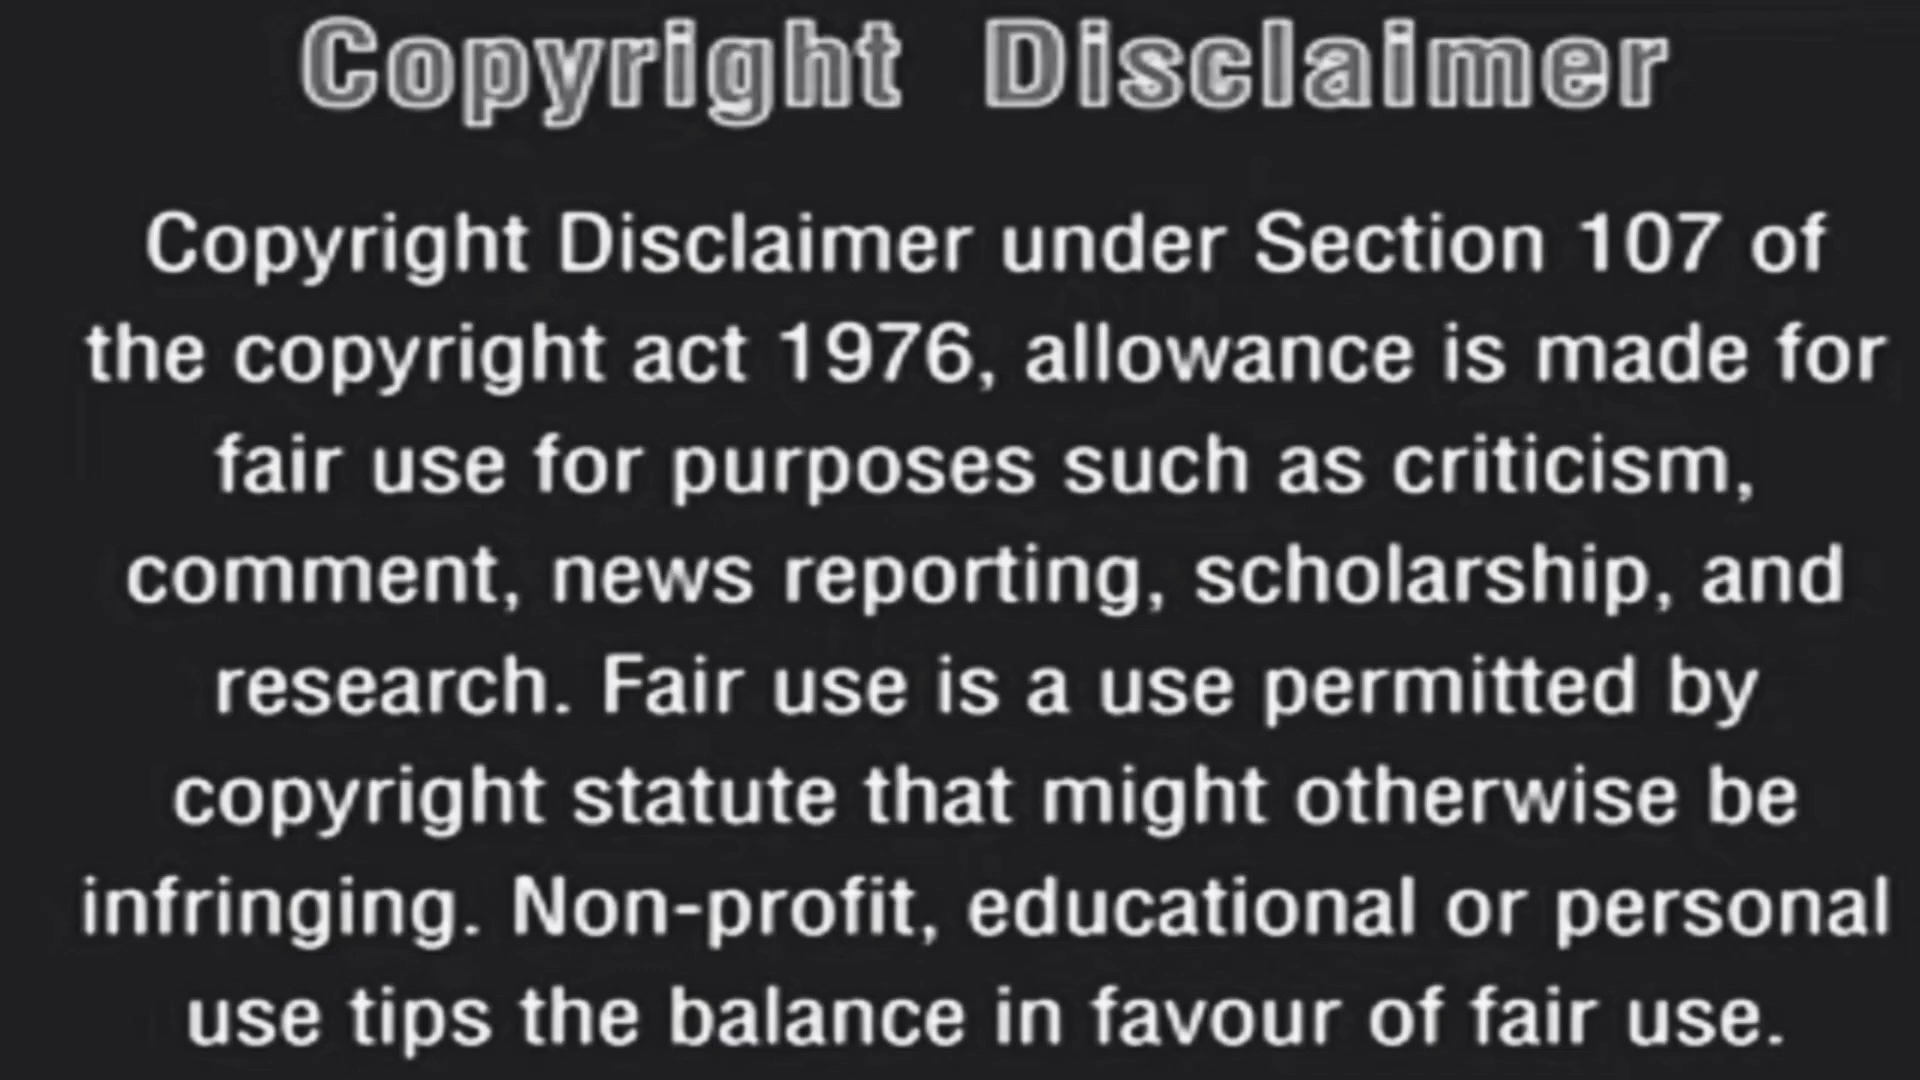 Copyright Disclaimer
Copyright Disclaimer under Section 107 of
the copyright act 1976, allowance is made for
fair use for purposes such as criticism,
comment, news reporting, scholarship, and
research. Fair use is a use permitted by
copyright statute that might otherwise be
infringing. Non-profit, educational or personal
use tips the balance in favour of fair use.